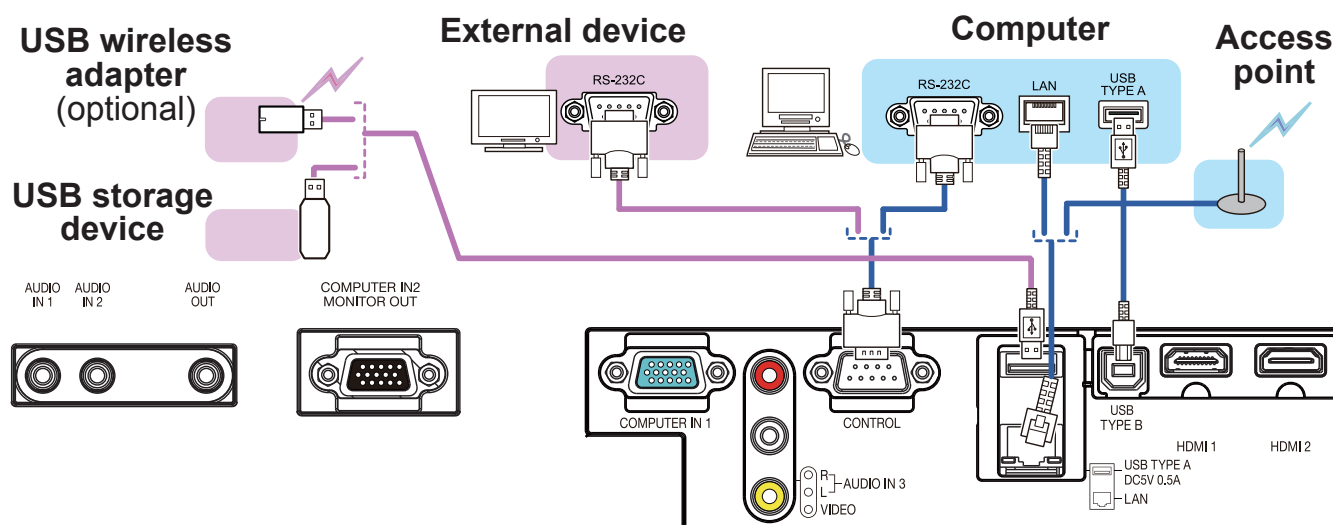 USB wireless
adapter
(optional)
External device
Computer
Access
point
RS-232C
RS-232C
LAN
USB
TYPE A
USB storage
device
AUDIO
IN 1
AUDIO
IN 2
AUDIO
OUT
COMPUTER IN2
MONITOR OUT
COMPUTER IN 1
CONTROL
USB
TYPE B
HDMI 1
HDMI 2
R
L
AUDIO IN 3
VIDEO
USB TYPE A
DC5V 0.5A
LAN